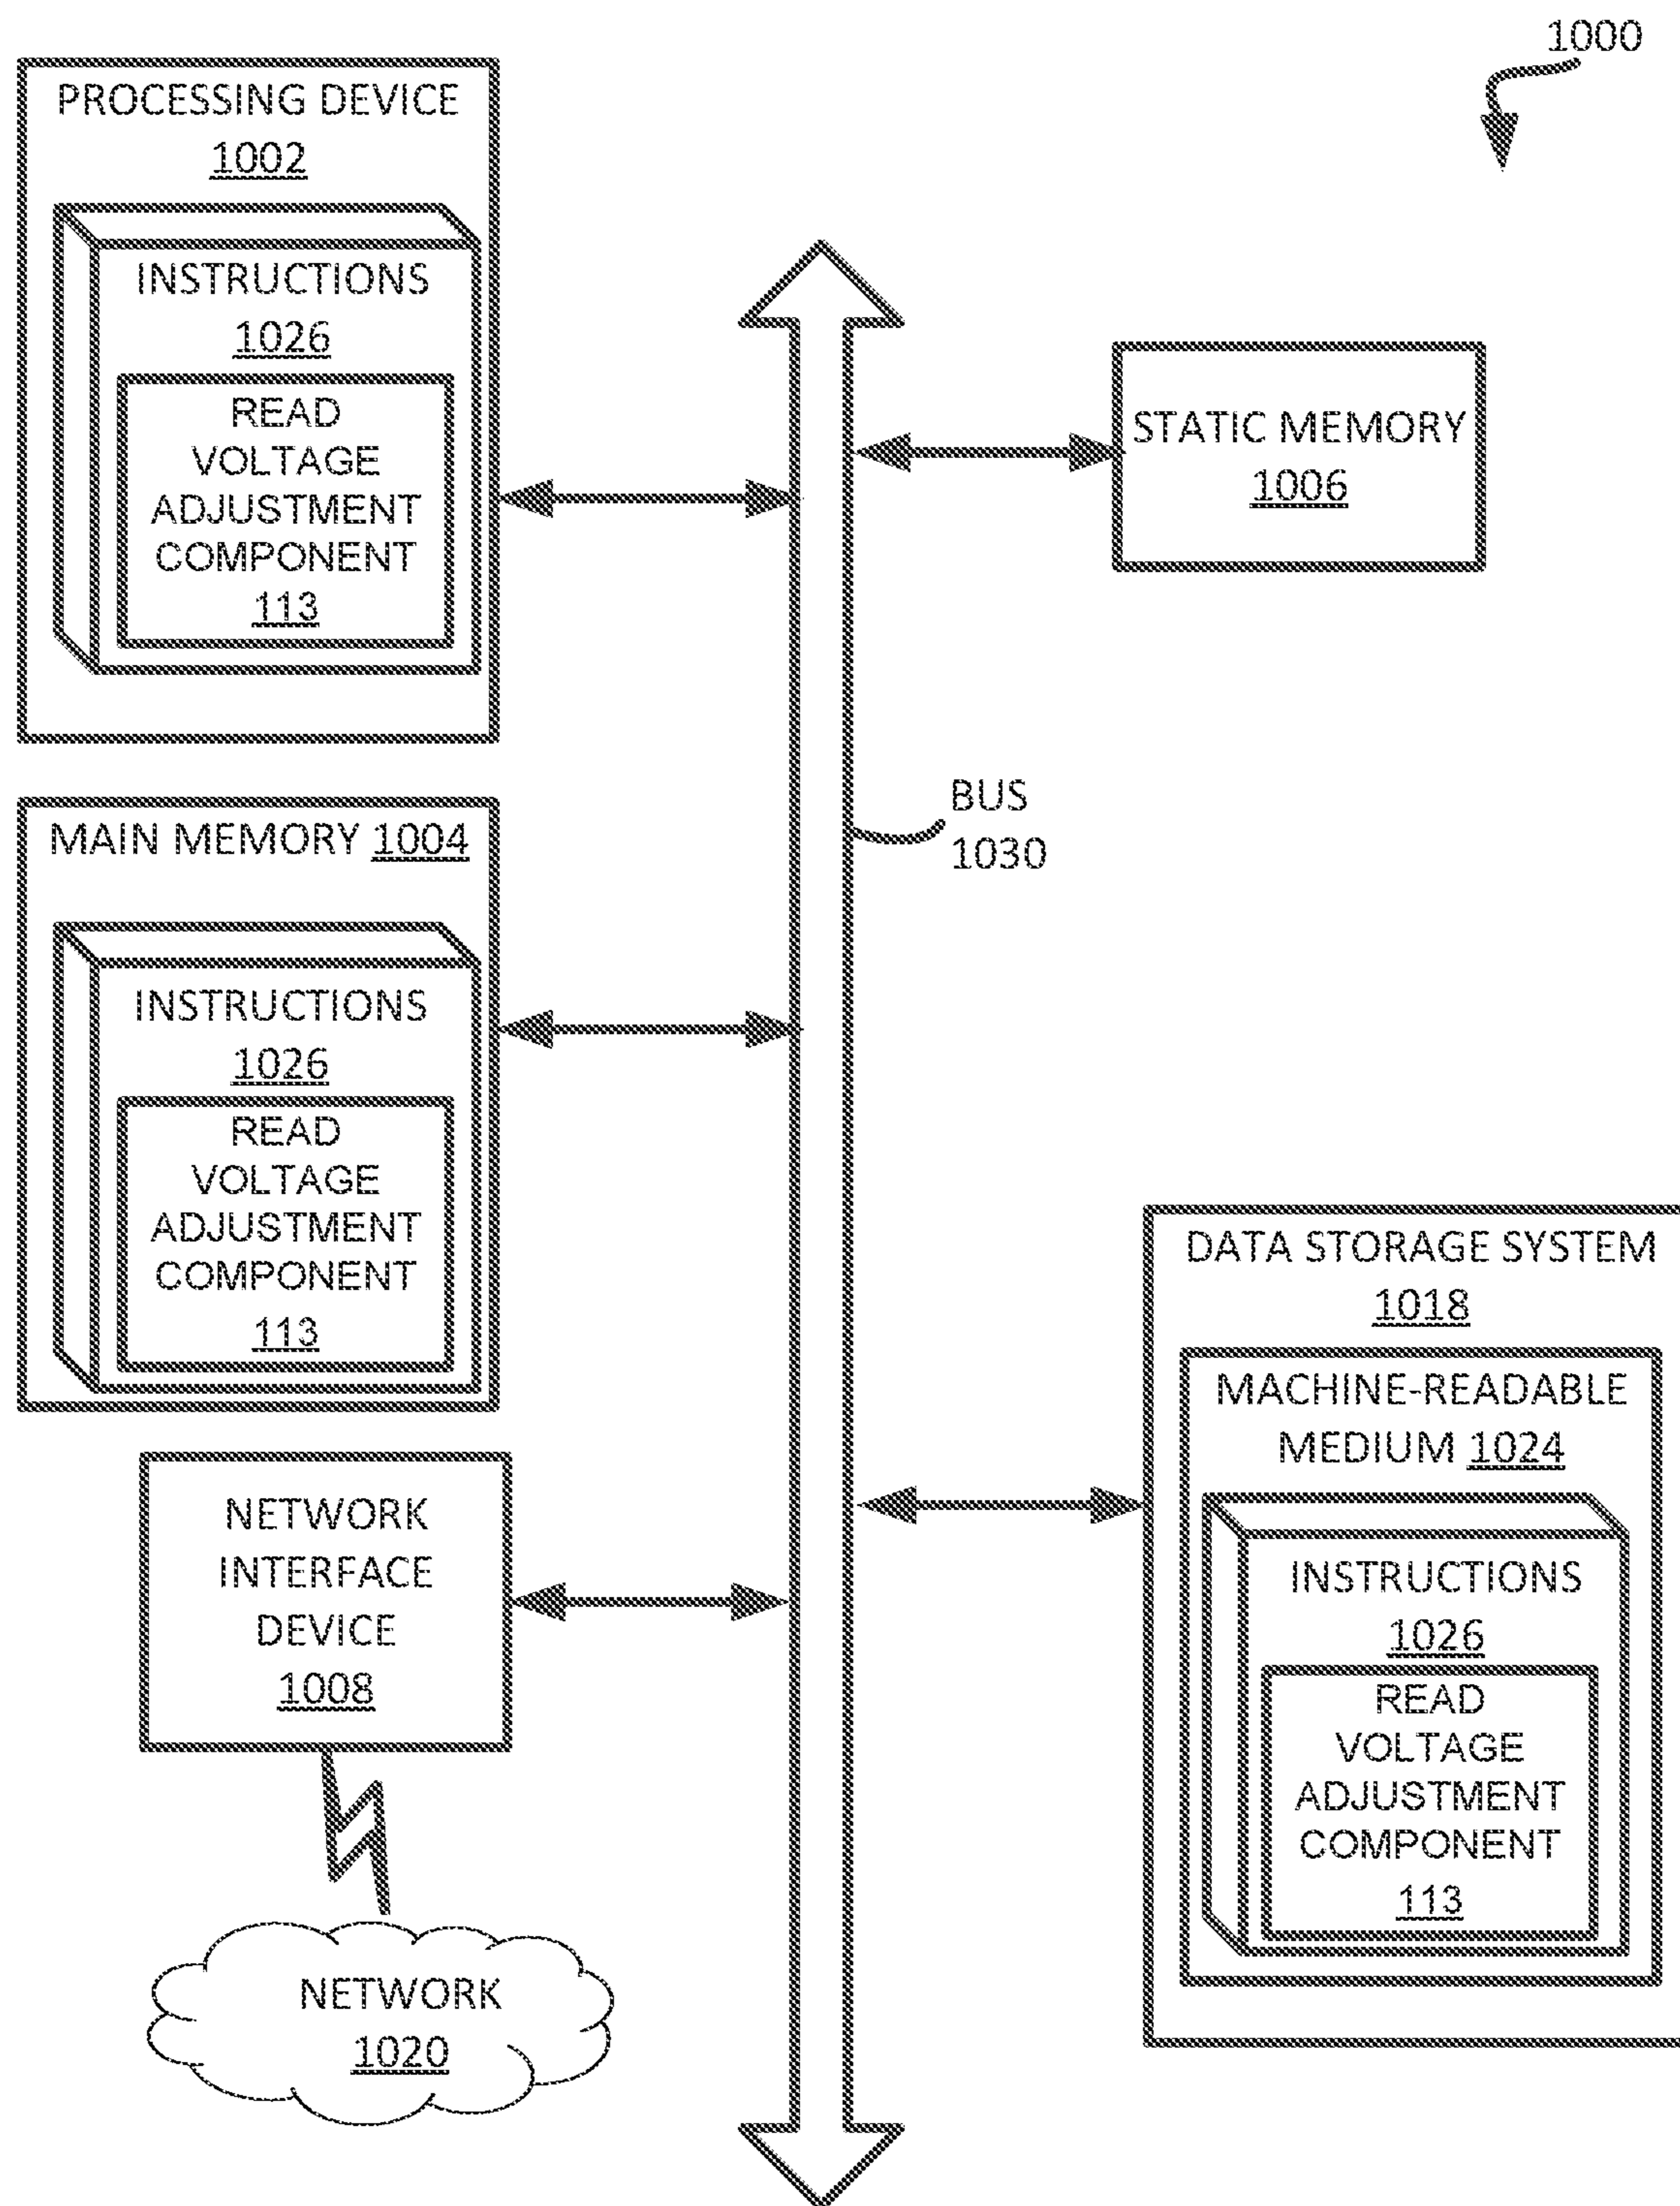 1000
PROCESSING DEVICE
1002
INSTRUCTIONS
1026
READ
VOLTAGE
ADJUSTMENT
COMPONENT
113
STATIC MEMORY
1006
BUS
1030
MAIN MEMORY 1004
INSTRUCTIONS
1026
READ
VOLTAGE
ADJUSTMENT
COMPONENT
113
DATA STORAGE SYSTEM
1018
MACHINE-READABLE
MEDIUM 1024
INSTRUCTIONS
1026
READ
VOLTAGE
ADJUSTMENT
COMPONENT
113
NETWORK
INTERFACE
DEVICE
1008
NETWORK
1020